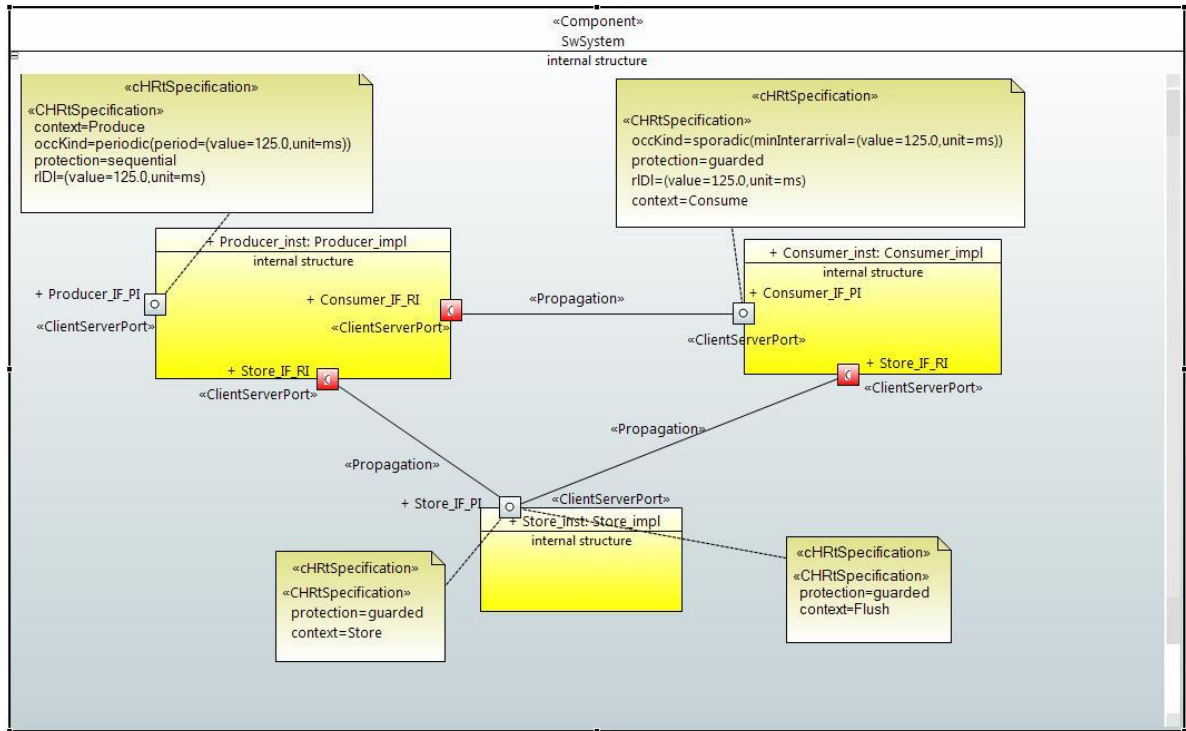 «Component»
SwSystem
internal structure
«cHRtSpecification»
«CHRtSpecification»
context=Produce
occKind=periodic(period=(value=125.0,unit=ms))
protection=sequential
rlDl=(value=125.0,unit=ms)
«cHRtSpecification»
«CHRtSpecification»
occKind=sporadic(minInterarrival=(value=125.0,unit=ms))
protection=guarded
rlDl=(value=125.0,unit=ms)
context=Consume
+ Producer_inst: Producer_impl
internal structure
+ Producer_IF_PI
«ClientServerPort»
+ Consumer_IF_RI
«ClientServerPort»
+ Store_IF_RI
«ClientServerPort»
«Propagation»
+ Consumer_inst: Consumer_impl
internal structure
+ Consumer_IF_PI
«ClientServerPort»
+ Store_IF_RI
«ClientServerPort»
«Propagation»
«Propagation»
+ Store_IF_PI
«ClientServerPort»
+ Store_inst: Store_impl
internal structure
«cHRtSpecification»
«CHRtSpecification»
protection=guarded
context=Store
«cHRtSpecification»
«CHRtSpecification»
protection=guarded
context=Flush